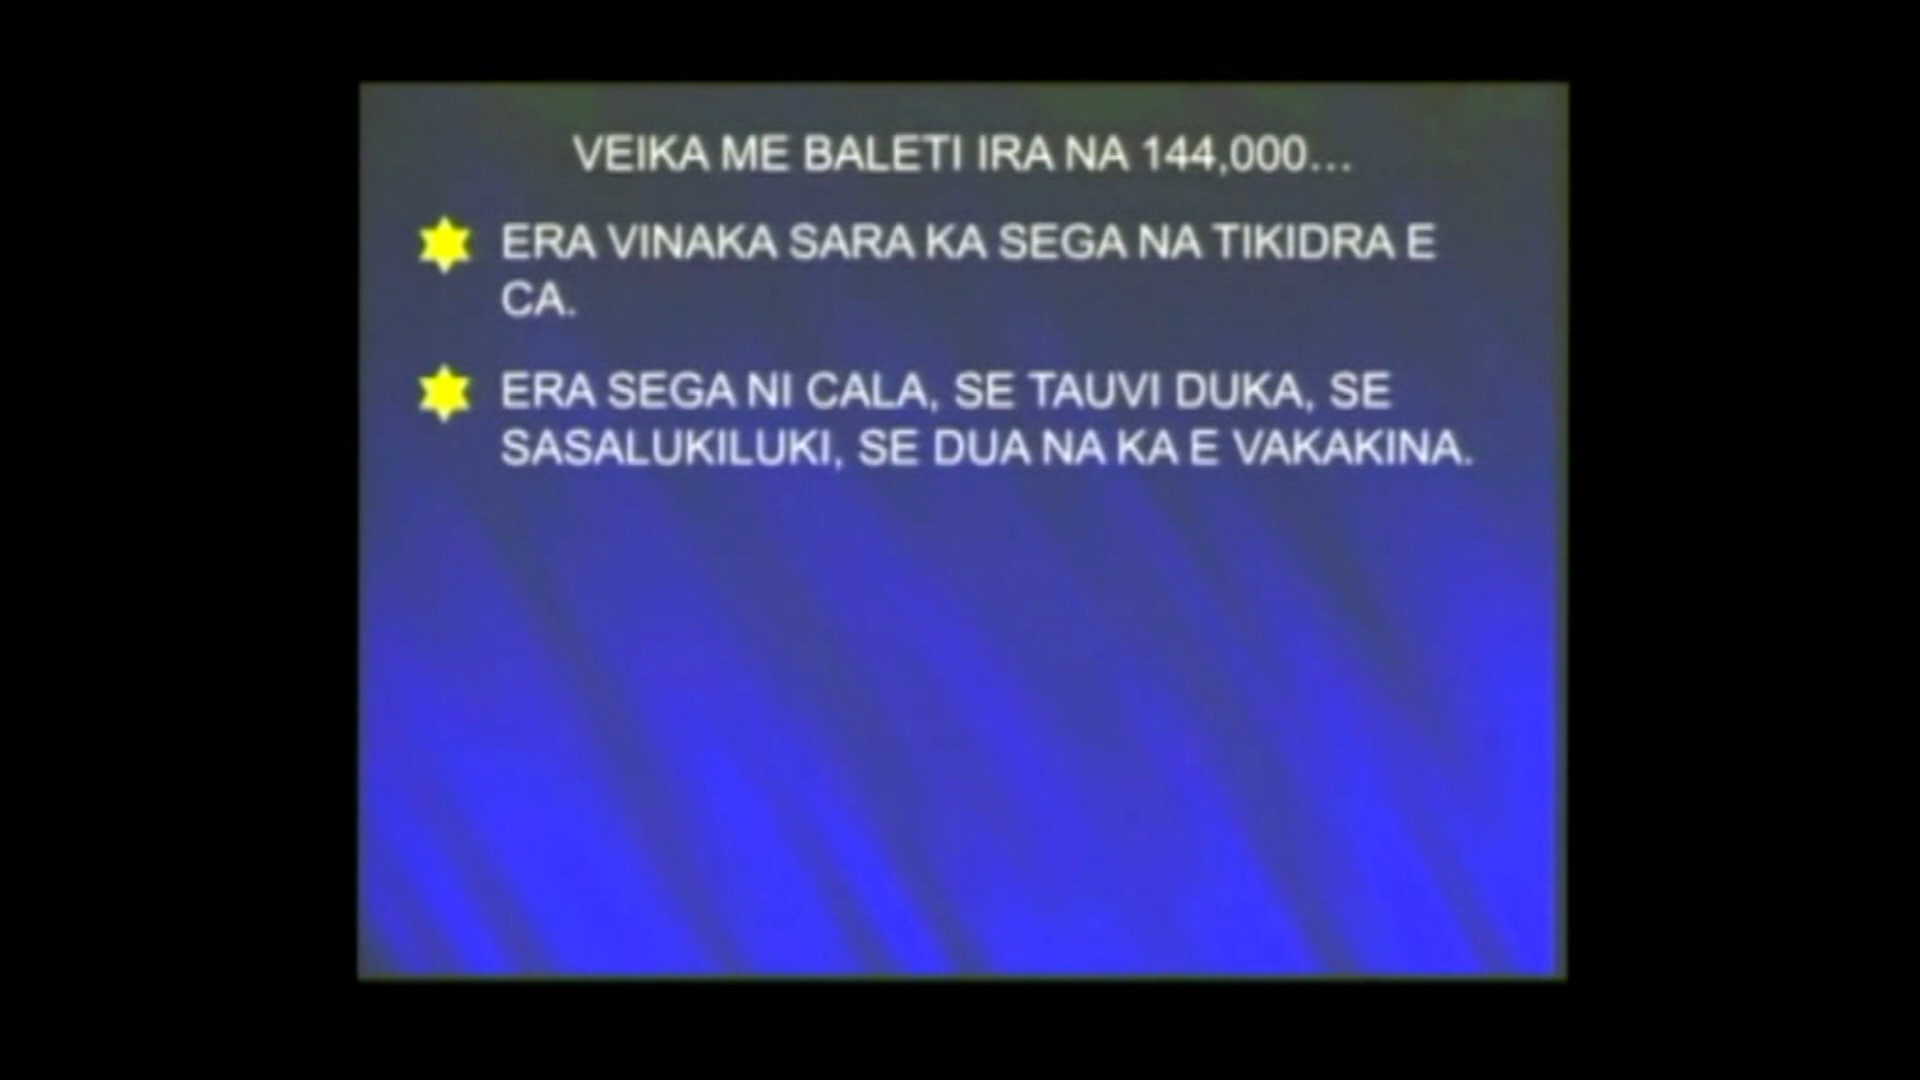 VEIKA ME BALETI IRA NA 144,000...
ERA VINAKA SARA KA SEGA NA TIKIDRA E
CA.
ERA SEGA NI CALA, SE TAUVI DUKA, SE
SASALUKILUKI, SE DUA NA KA E VAKAKINA.